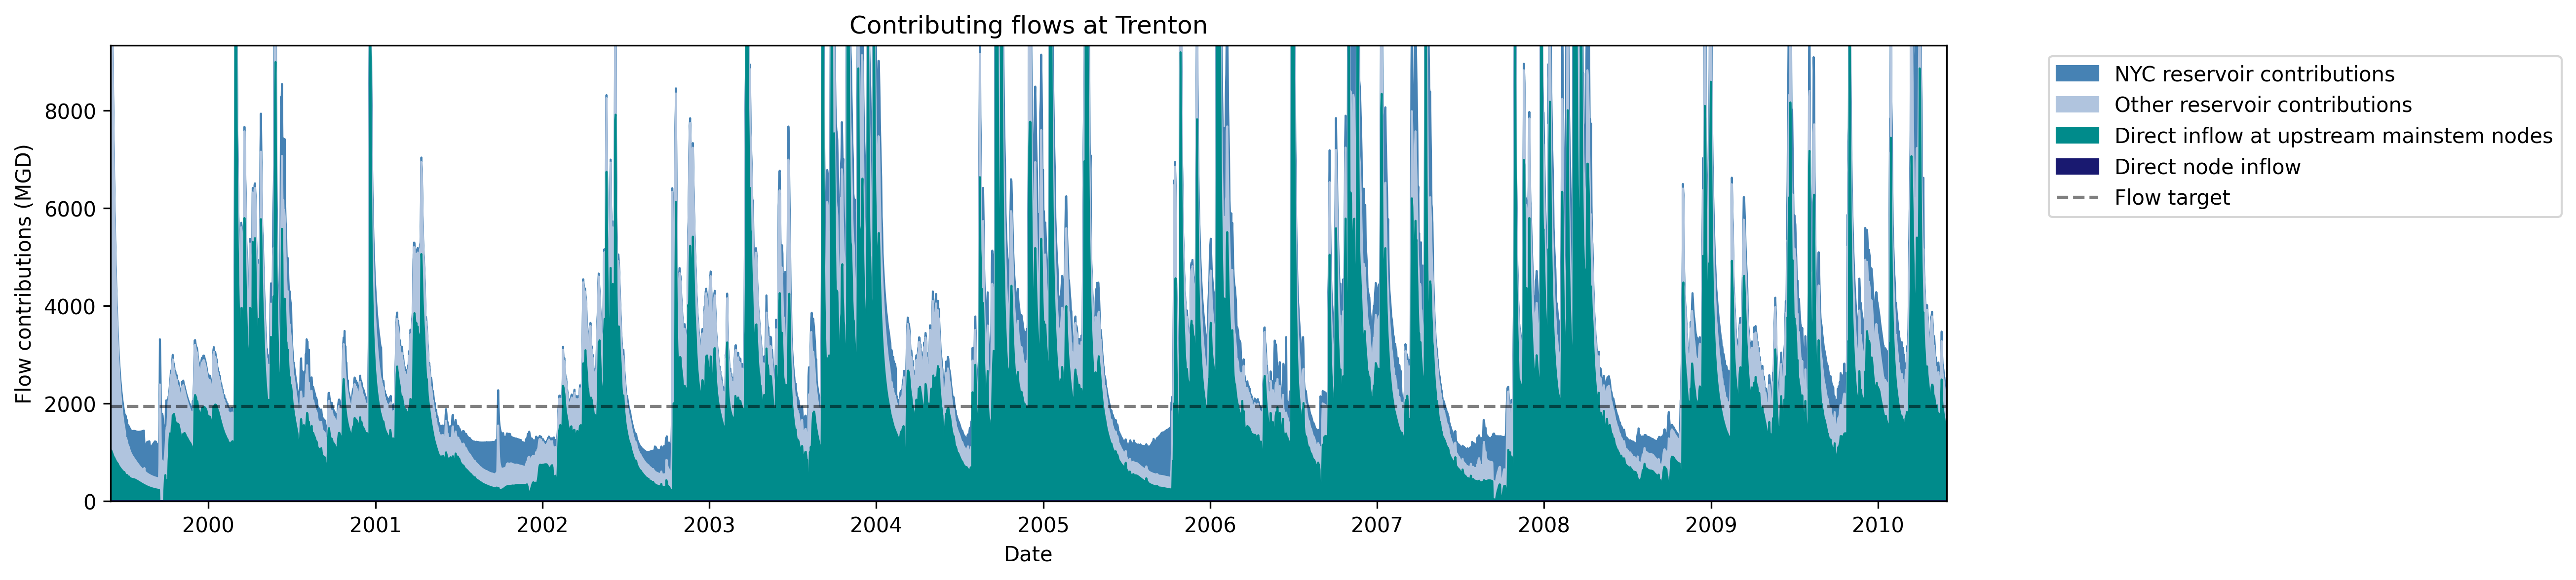 Contributing flows at Trenton
Flow contributions (MGD)
8000
6000
4000
2000
0
2000 2001 2002 2003 2004 2005 2006 2007 2008 2009 2010
Date
NYC reservoir contributions
Other reservoir contributions
Direct inflow at upstream mainstem nodes
Direct node inflow
Flow target